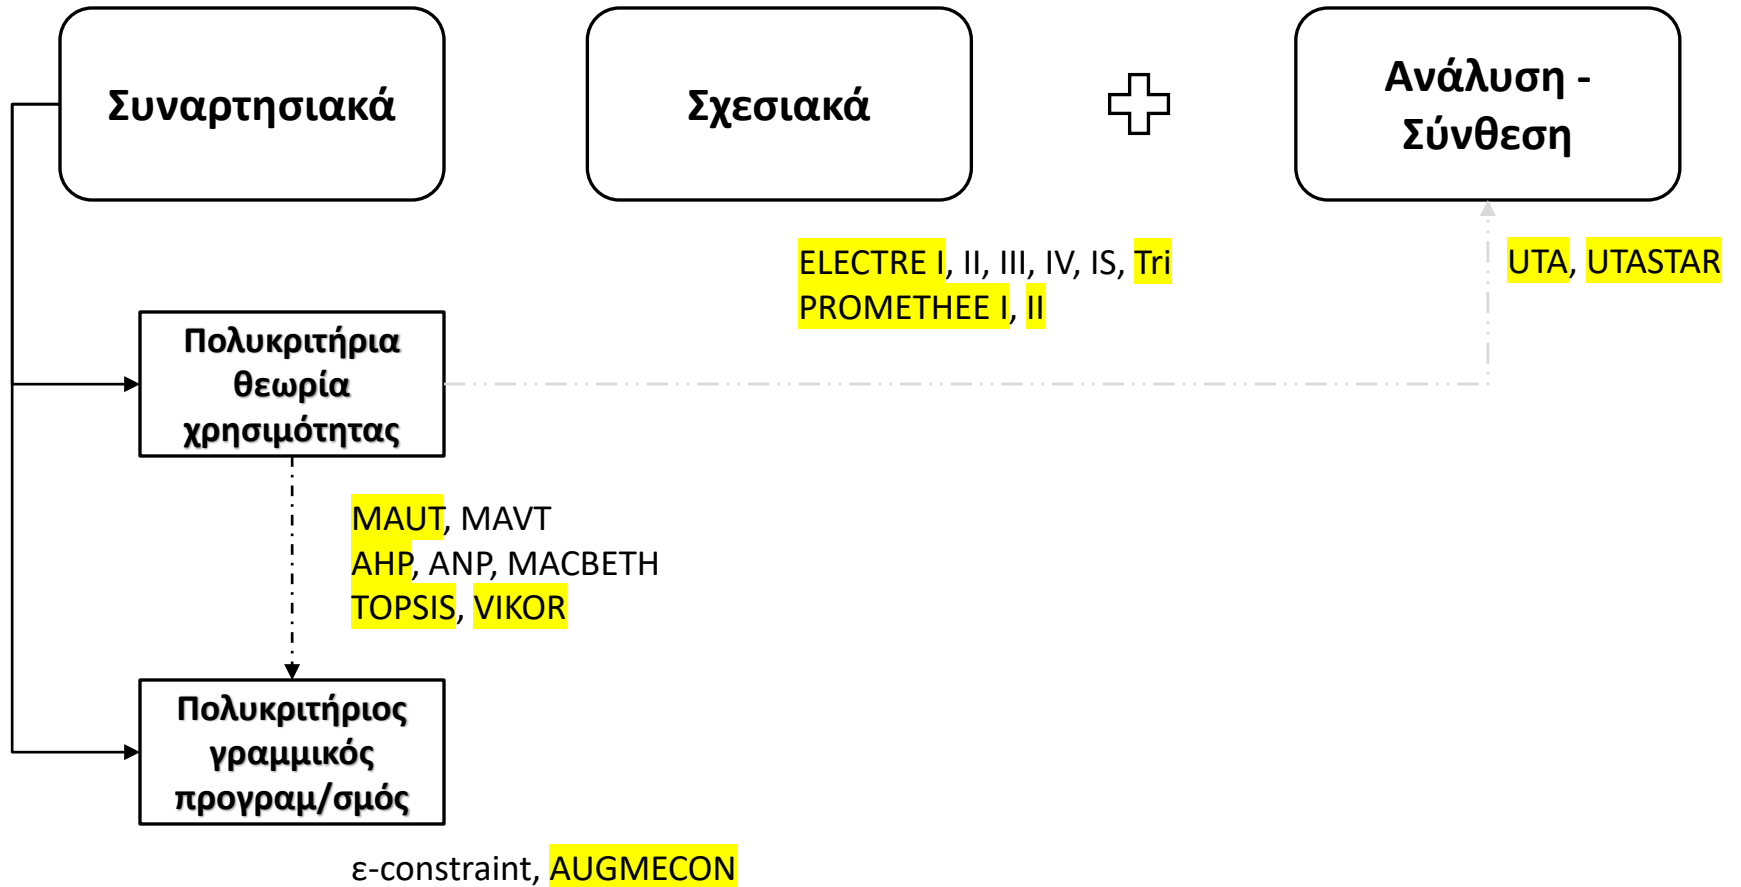 Συναρτησιακά
Σχεσιακά
Ανάλυση -
Σύνθεση
ELECTRE I, II, III, IV, IS, Tri
PROMETHEE I, II
UTA, UTASTAR
Πολυκριτήρια
θεωρία
χρησιμότητας
MAUT, MAVT
AHP, ANP, MACBETH
TOPSIS, VIKOR
Πολυκριτήριος
γραμμικός
προγραμ/σμός
ε-constraint, AUGMECON